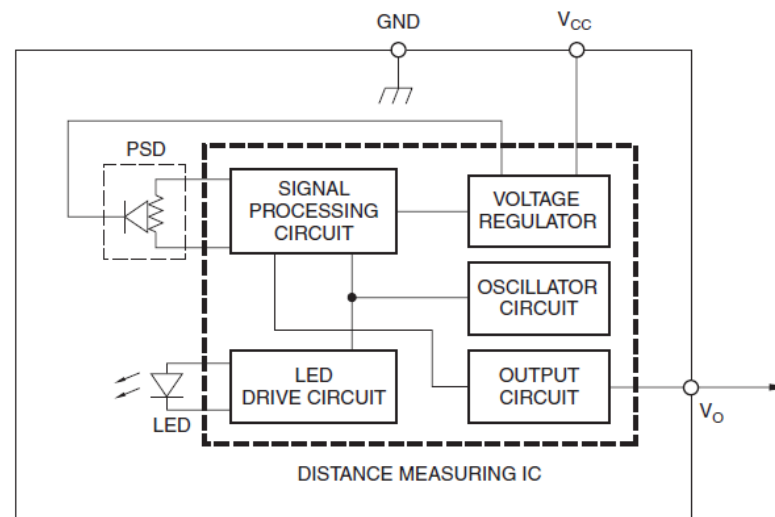 GND
VCC
PSD
SIGNAL
PROCESSING
CIRCUIT
VOLTAGE
REGULATOR
OSCILLATOR
CIRCUIT
LED
DRIVE CIRCUIT
OUTPUT
CIRCUIT
LED
VO
DISTANCE MEASURING IC